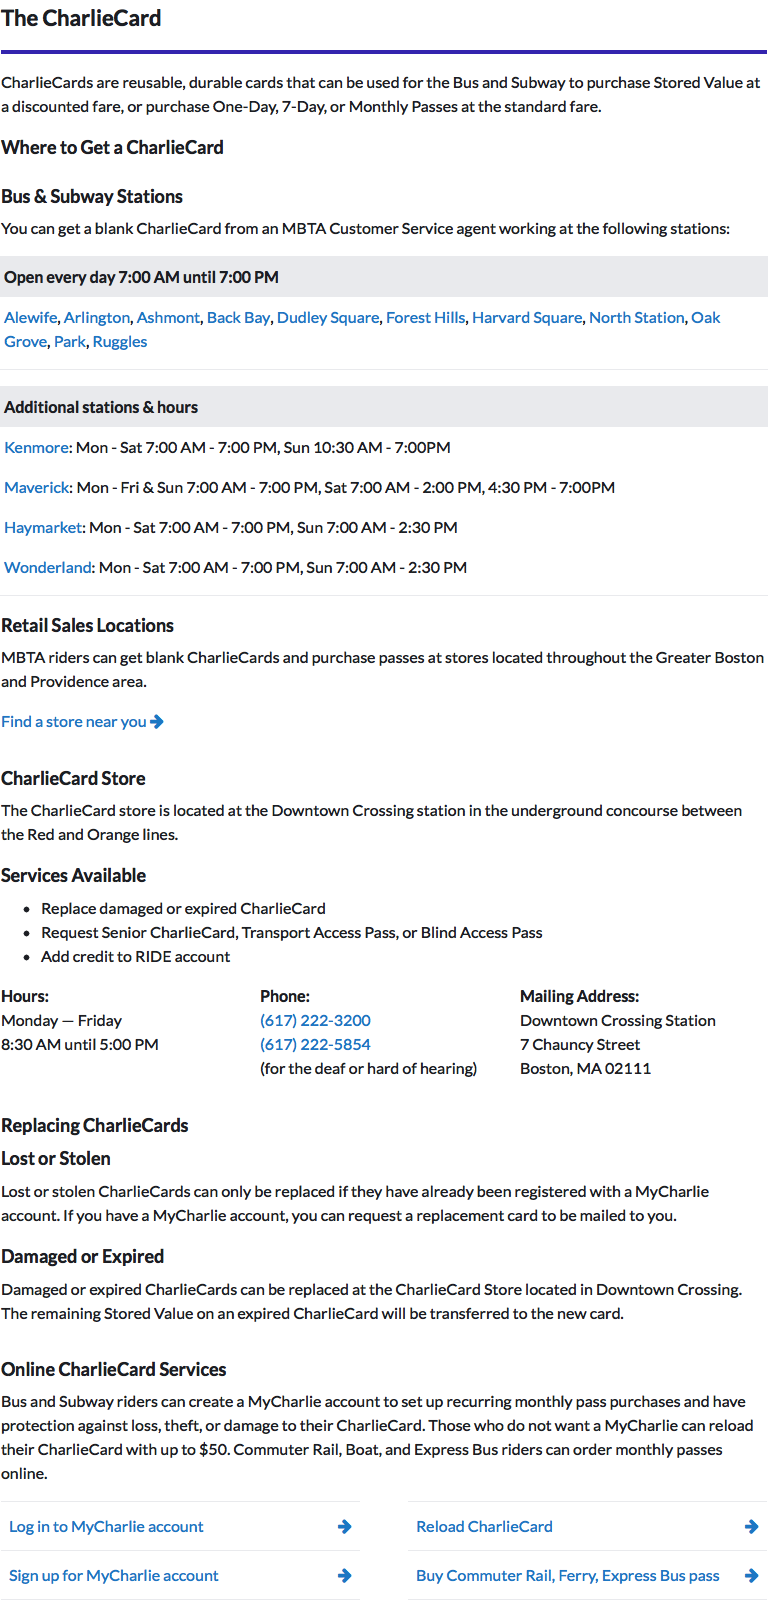 The CharlieCard
CharlieCards are reusable, durable cards that can be used for the Bus and Subway to purchase Stored Value at
a discounted fare, or purchase One-Day, 7-Day, or Monthly Passes at the standard fare.
Where to Get a CharlieCard
Bus & Subway Stations
You can get a blank CharlieCard from an MBTA Customer Service agent working at the following stations:
Open every day 7:00 AM until 7:00 PM
Alewife, Arlington, Ashmont, Back Bay, Dudley Square, Forest Hills, Harvard Square, North Station, Oak
Grove, Park, Ruggles
Additional stations & hours
Kenmore: Mon - Sat 7:00 AM - 7:00 PM, Sun 10:30 AM - 7:00PM
Maverick: Mon - Fri & Sun 7:00 AM - 7:00 PM, Sat 7:00 AM - 2:00 PM, 4:30 PM - 7:00PM
Haymarket: Mon - Sat 7:00 AM - 7:00 PM, Sun 7:00 AM - 2:30 PM
Wonderland: Mon - Sat 7:00 AM - 7:00 PM, Sun 7:00 AM - 2:30 PM
Retail Sales Locations
MBTA riders can get blank CharlieCards and purchase passes at stores located throughout the Greater Boston
and Providence area.
Find a store near you
CharlieCard Store
The CharlieCard store is located at the Downtown Crossing station in the underground concourse between
the Red and Orange lines.
Services Available
• Replace damaged or expired CharlieCard
• Request Senior CharlieCard, Transport Access Pass, or Blind Access Pass
• Add credit to RIDE account
Hours:
Monday — Friday
8:30 AM until 5:00 PM
Phone:
(617) 222-3200
(617) 222-5854
(for the deaf or hard of hearing)
Mailing Address:
Downtown Crossing Station
7 Chauncy Street
Boston, MA 02111
Replacing CharlieCards
Lost or Stolen
Lost or stolen CharlieCards can only be replaced if they have already been registered with a MyCharlie
account. If you have a MyCharlie account, you can request a replacement card to be mailed to you.
Damaged or Expired
Damaged or expired CharlieCards can be replaced at the CharlieCard Store located in Downtown Crossing.
The remaining Stored Value on an expired CharlieCard will be transferred to the new card.
Online CharlieCard Services
Bus and Subway riders can create a MyCharlie account to set up recurring monthly pass purchases and have
protection against loss, theft, or damage to their CharlieCard. Those who do not want a MyCharlie can reload
their CharlieCard with up to $50. Commuter Rail, Boat, and Express Bus riders can order monthly passes
online.
Log in to MyCharlie account
Reload CharlieCard
Sign up for MyCharlie account
Buy Commuter Rail, Ferry, Express Bus pass